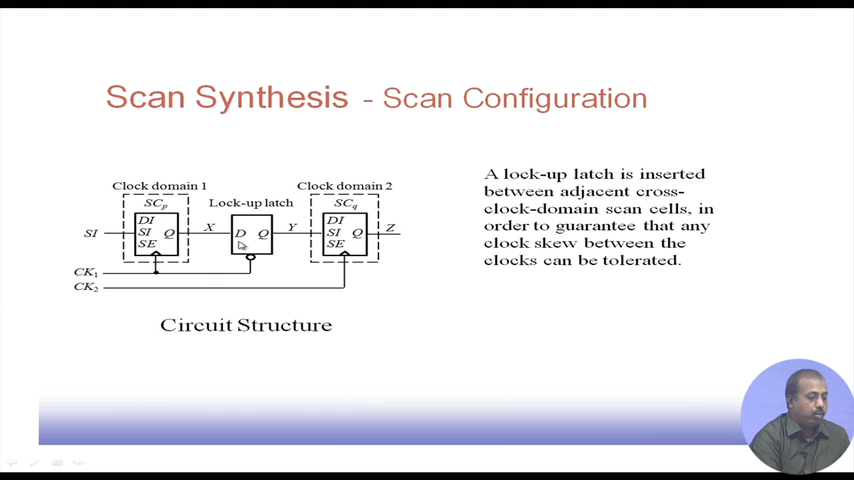 Scan Synthesis - Scan Configuration
Clock domain 1
Clock domain 2
SCp
Lock-up latch
SCq
DI
SI
SE
Q
SI
X
D
Q
Y
DI
SI
SE
Q
Z
CK1
CK2
Circuit Structure
A lock-up latch is inserted
between adjacent cross-
clock-domain scan cells, in
order to guarantee that any
clock skew between the
clocks can be tolerated.